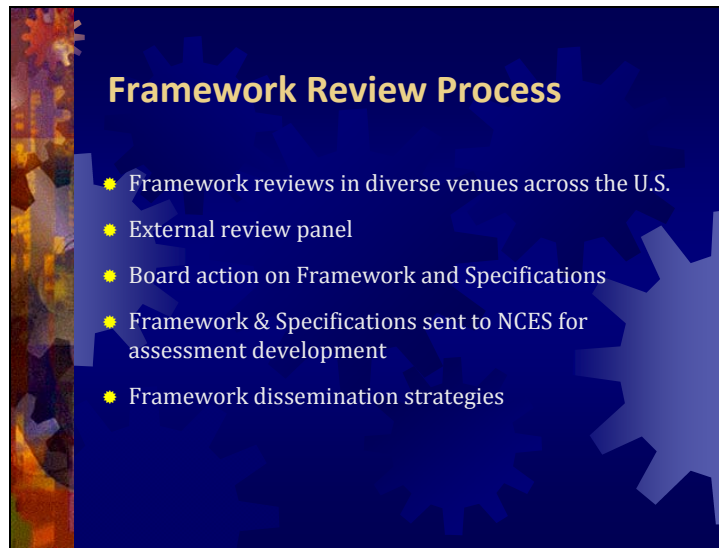 Framework Review Process
Framework reviews in diverse venues across the U.S.
External review panel
Board action on Framework and Specifications
Framework & Specifications sent to NCES for
assessment development
Framework dissemination strategies